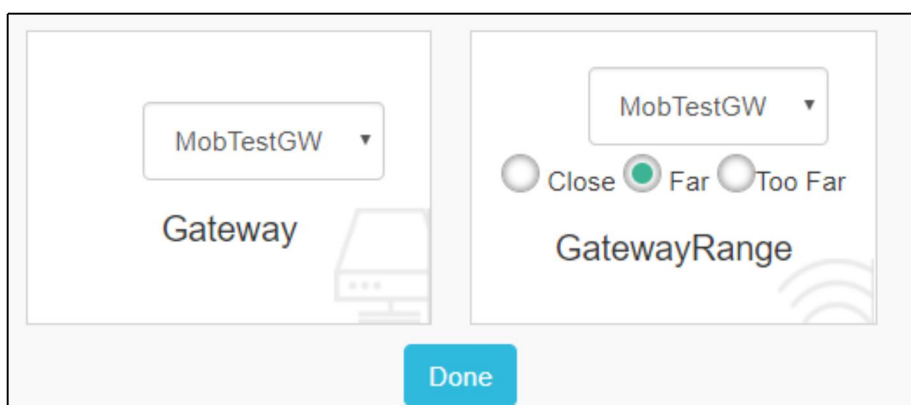 MobTestGW
Gateway
MobTestGW
Close Far Too Far
GatewayRange
Done